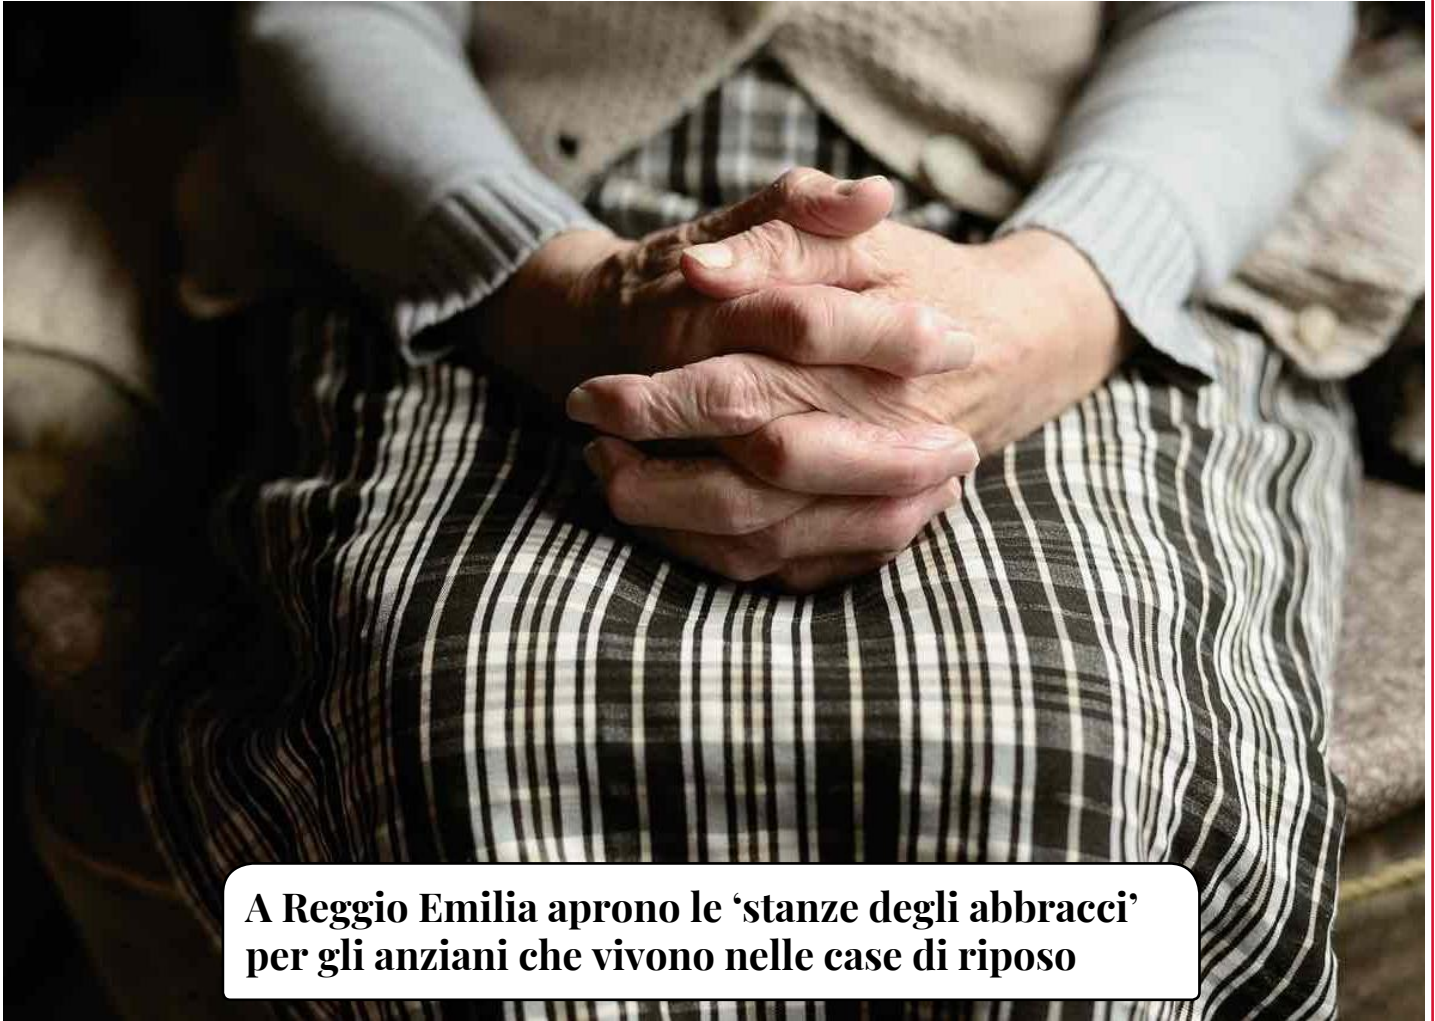 A Reggio Emilia aprono le ‘stanze degli abbracci’
per gli anziani che vivono nelle case di riposo